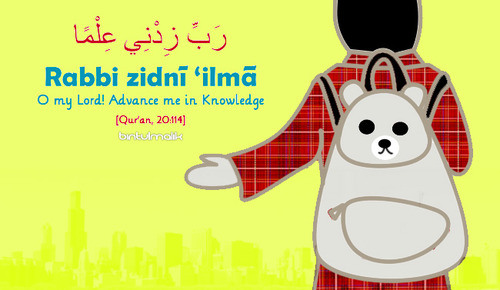 رَبِّ زِدْنِي عِلْمًا
Rabbi zidnī ‘ilmā
O my Lord! Advance me in Knowledge
[Qur'an, 20:114]
bintulmalik